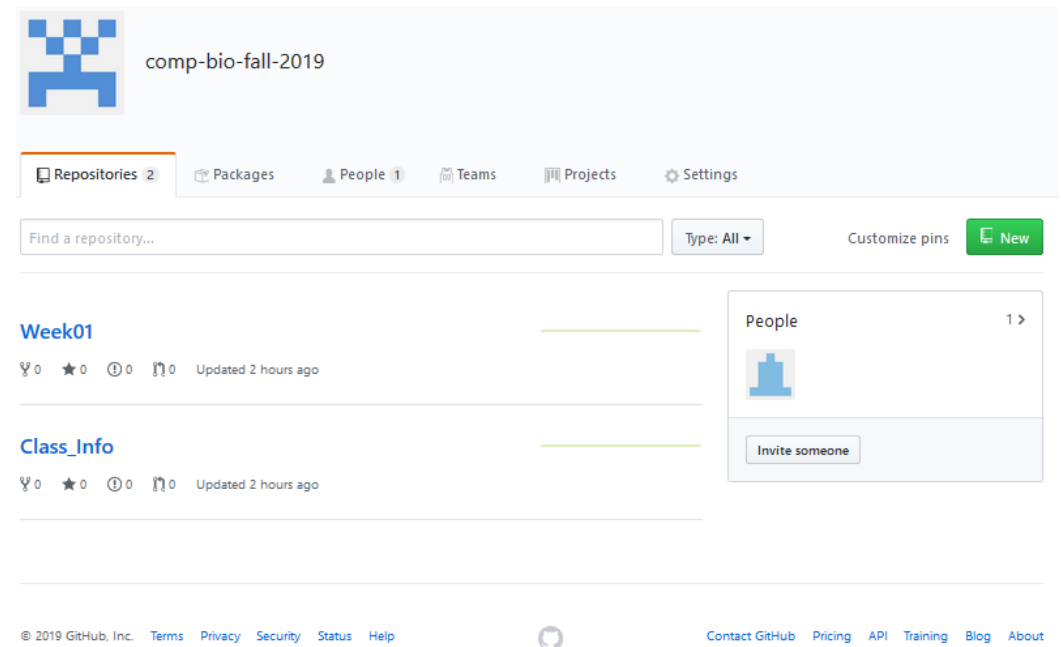 comp-bio-fall-2019
Repositories 2 Packages People 1 Teams Projects Settings
Find a repository... Type: All Customize pins New
Week01
0 0 0 0 Updated 2 hours ago
Class_Info
0 0 0 0 Updated 2 hours ago
People 1
Invite someone
© 2019 GitHub, Inc. Terms Privacy Security Status Help Contact GitHub Pricing API Training Blog About